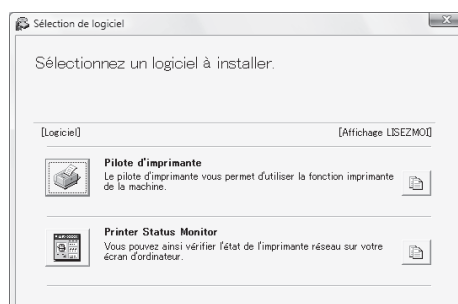 Sélection de logiciel
Sélectionnez un logiciel à installer.
[Logiciel] [Affichage LISEZMOI]
Pilote d'imprimante
Le pilote d'imprimante vous permet d'utiliser la fonction imprimante
de la machine.
Printer Status Monitor
Vous pouvez ainsi vérifier l'état de l'imprimante réseau sur votre
écran d'ordinateur.